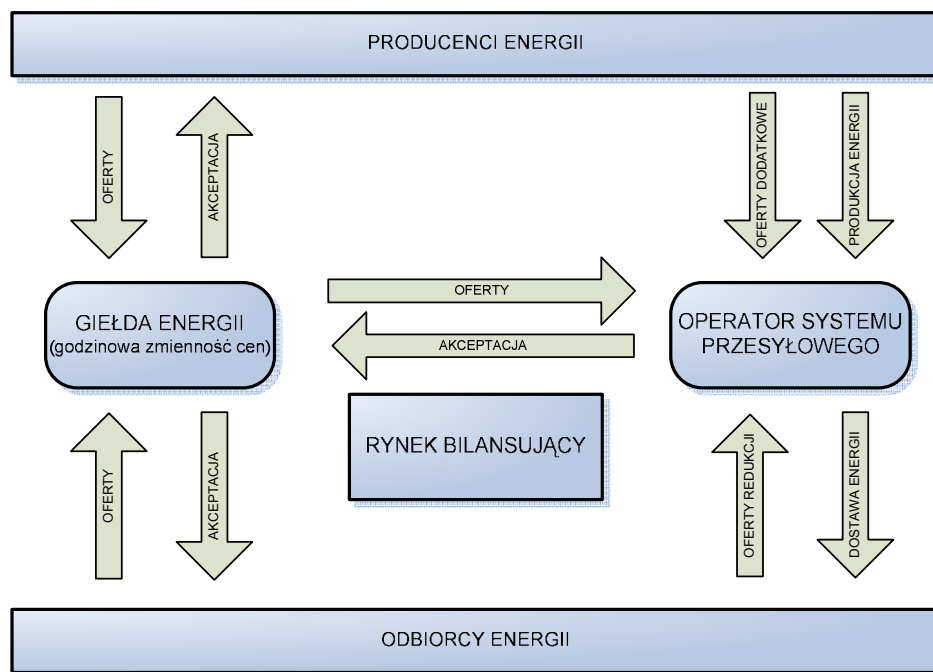 PRODUCENCI ENERGII
OFERTY
AKCEPTACJA
OFERTY DODATKOWE
PRODUKCJA ENERGII
GIEŁDA ENERGII
(godzinowa zmienność cen)
OFERTY
AKCEPTACJA
OPERATOR SYSTEMU
PRZESYŁOWEGO
RYNEK BILANSUJĄCY
OFERTY
AKCEPTACJA
OFERTY REDUKCJI
DOSTAWA ENERGII
ODBIORCY ENERGII